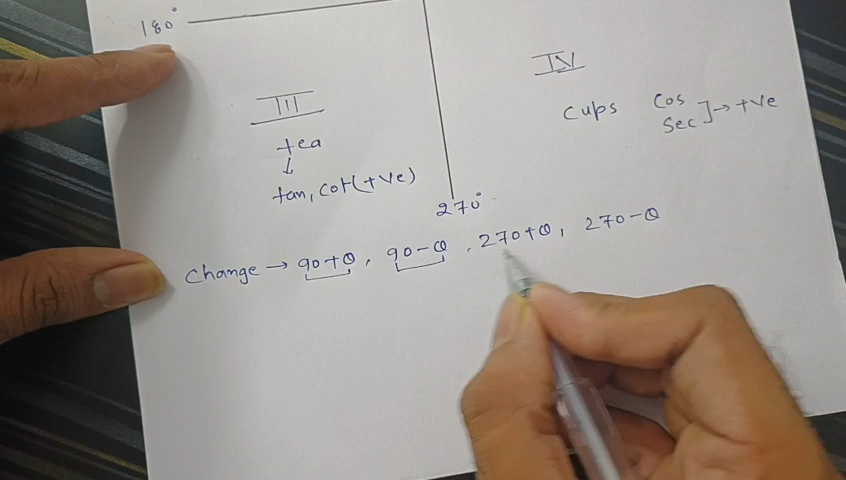 180°
III
IV
tea
Cups Cos
Sec ] → +ve
↓
tan, Cot (+ve)
270°
Change → 90+θ, 90-θ, 270+θ, 270-θ